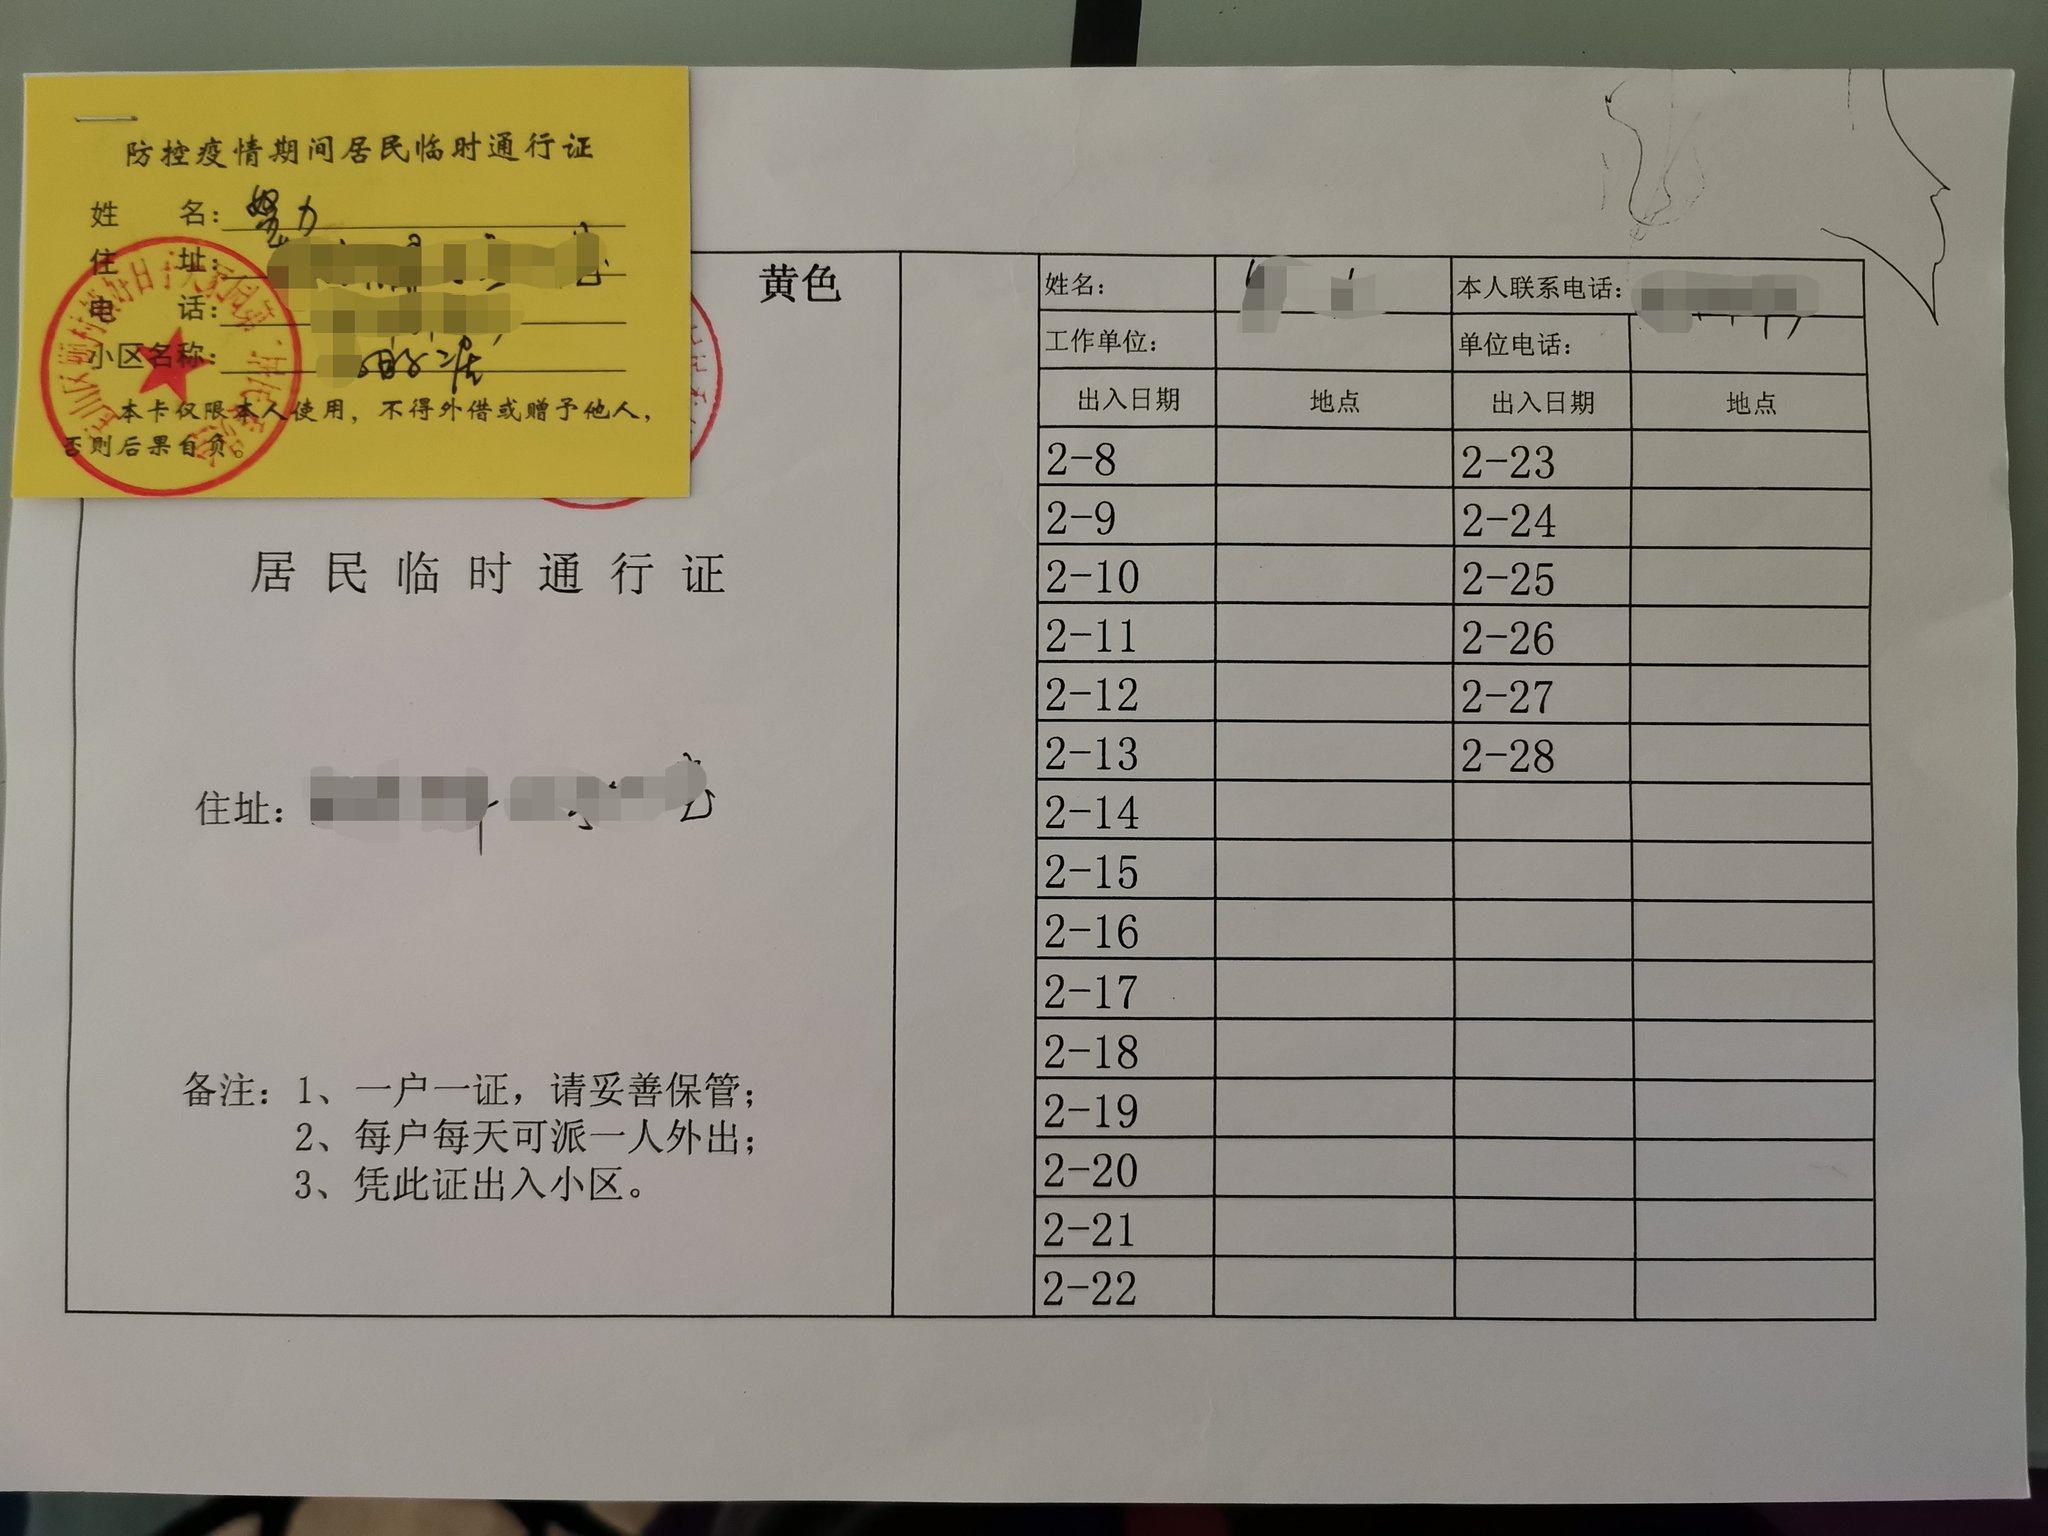 防控疫情期间居民临时通行证
姓 名：
住 址：
电 话：
小区名称：
本卡仅限本人使用，不得外借或赠予他人，
否则后果自负。
黄色
居民临时通行证
住址：
备注：1、一户一证，请妥善保管；
2、每户每天可派一人外出；
3、凭此证出入小区。
姓名： 本人联系电话：
工作单位： 单位电话：
出入日期 地点 出入日期 地点
2-8 2-23
2-9 2-24
2-10 2-25
2-11 2-26
2-12 2-27
2-13 2-28
2-14
2-15
2-16
2-17
2-18
2-19
2-20
2-21
2-22